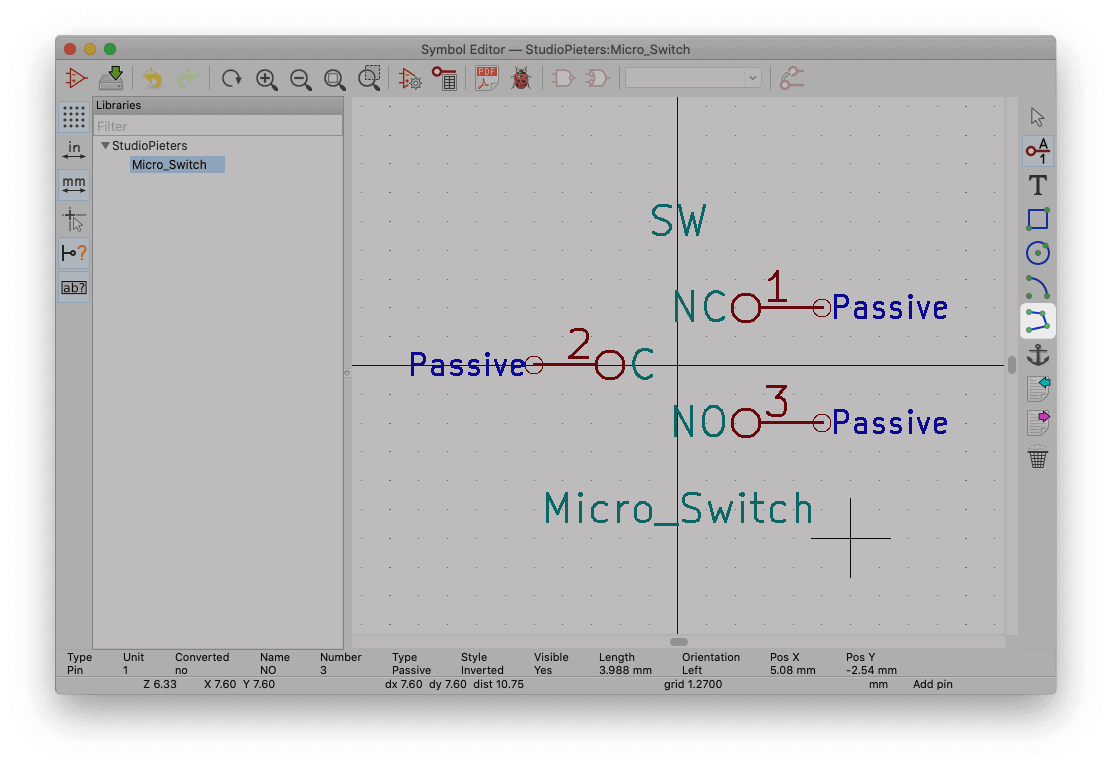 Symbol Editor — StudioPieters:Micro_Switch
PDF
Libraries
Filter
StudioPieters
Micro_Switch
in
mm
?
ab?
A
1
T
SW
NC 1 Passive
Passive 2 C
NO 3 Passive
Micro_Switch
Type Unit Converted Name Number Type Style Visible Length Orientation Pos X Pos Y
Pin 1 no NO 3 Passive Inverted Yes 3.988 mm Left 5.08 mm -2.54 mm
Z 6.33 X 7.60 Y 7.60 dx 7.60 dy 7.60 dist 10.75 grid 1.2700 mm Add pin